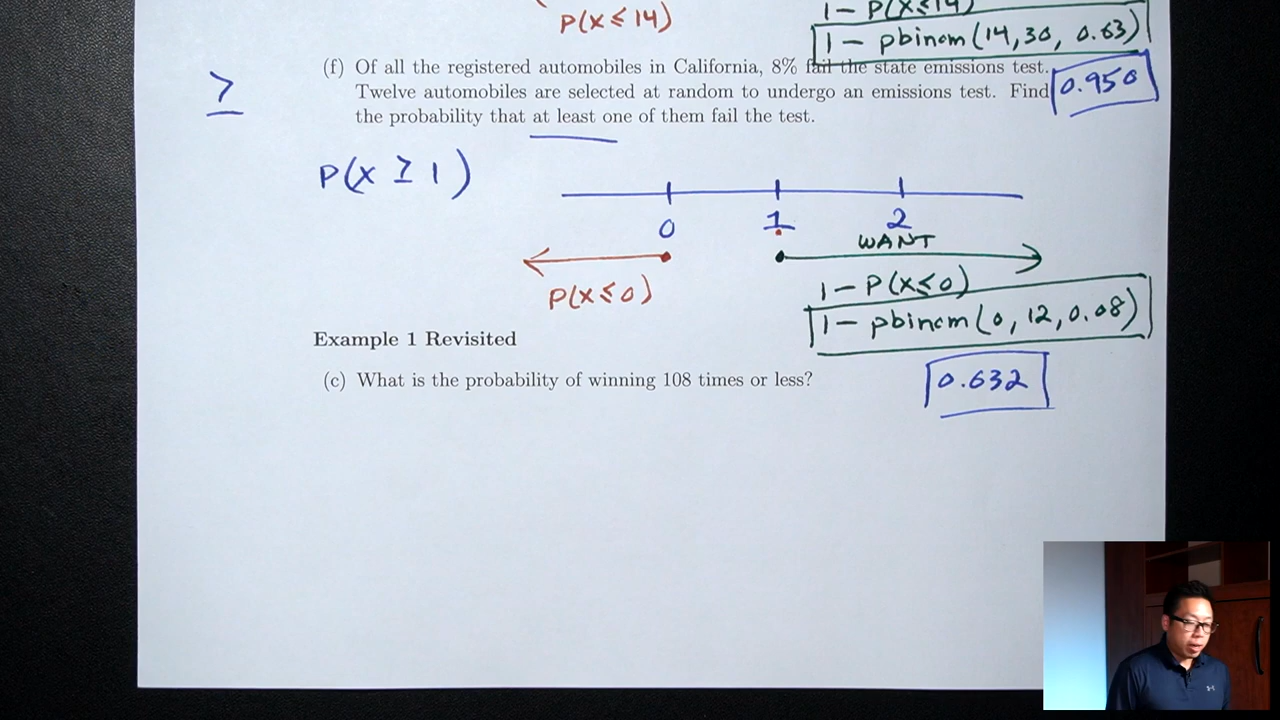 P(X ≤ 14)
1 – P(X ≤ 14)
1 – pbinom(14, 30, 0.63)
(f) Of all the registered automobiles in California, 8% fail the state emissions test.
Twelve automobiles are selected at random to undergo an emissions test. Find
the probability that at least one of them fail the test.
0.950
≥
P(X ≥ 1)
0 1 2
WANT
P(X ≤ 0)
1 – P(X ≤ 0)
1 – pbinom(0, 12, 0.08)
Example 1 Revisited
(c) What is the probability of winning 108 times or less?
0.632